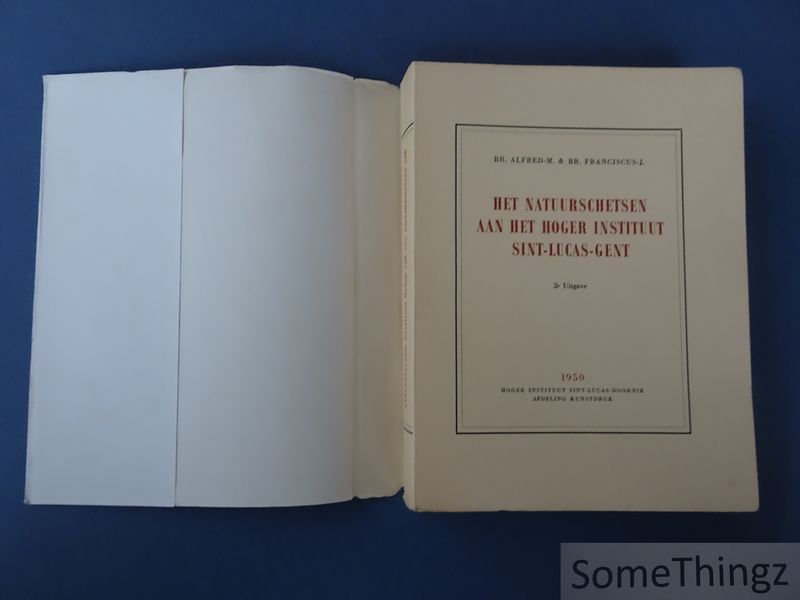 BR. ALFRED-M. & BR. FRANCISCUS-J.
HET NATUURSCHETSEN
AAN HET HOGER INSTITUUT
SINT-LUCAS-GENT
2e Uitgave
1950
HOGER INSTITUUT SINT-LUCAS-DOORNIK
AFDELING KUNSTDRUK
SomeThingz